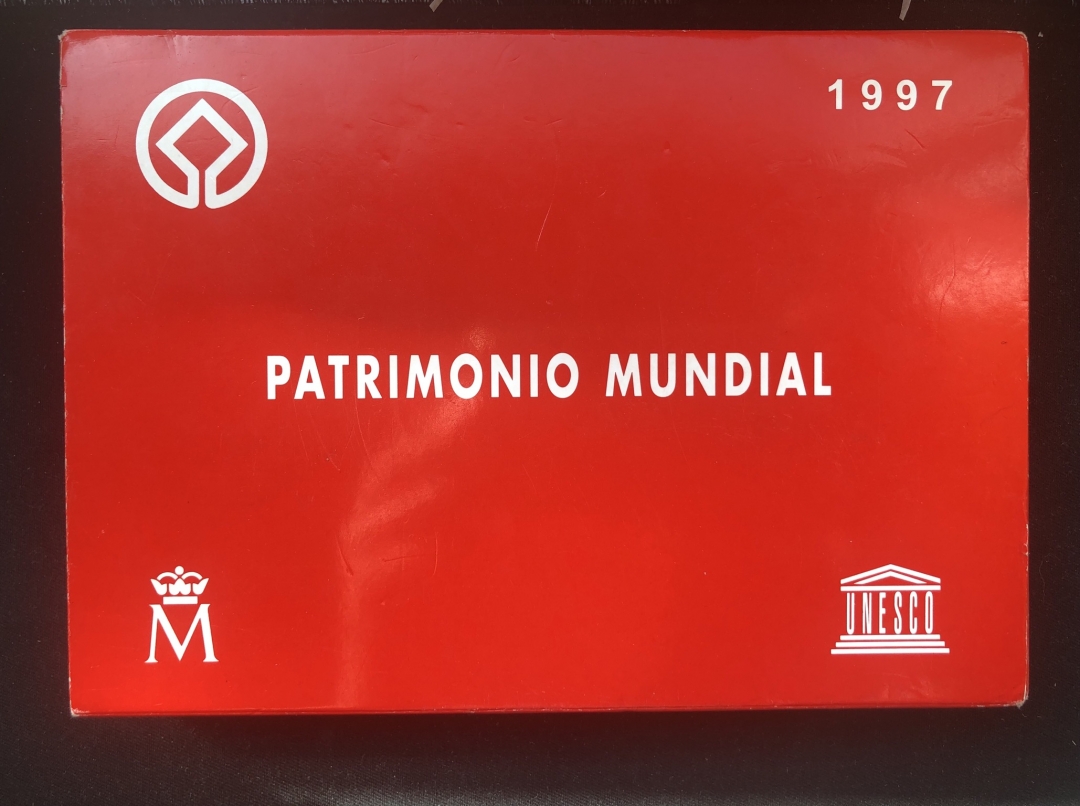 1997
PATRIMONIO MUNDIAL
M
UNESCO